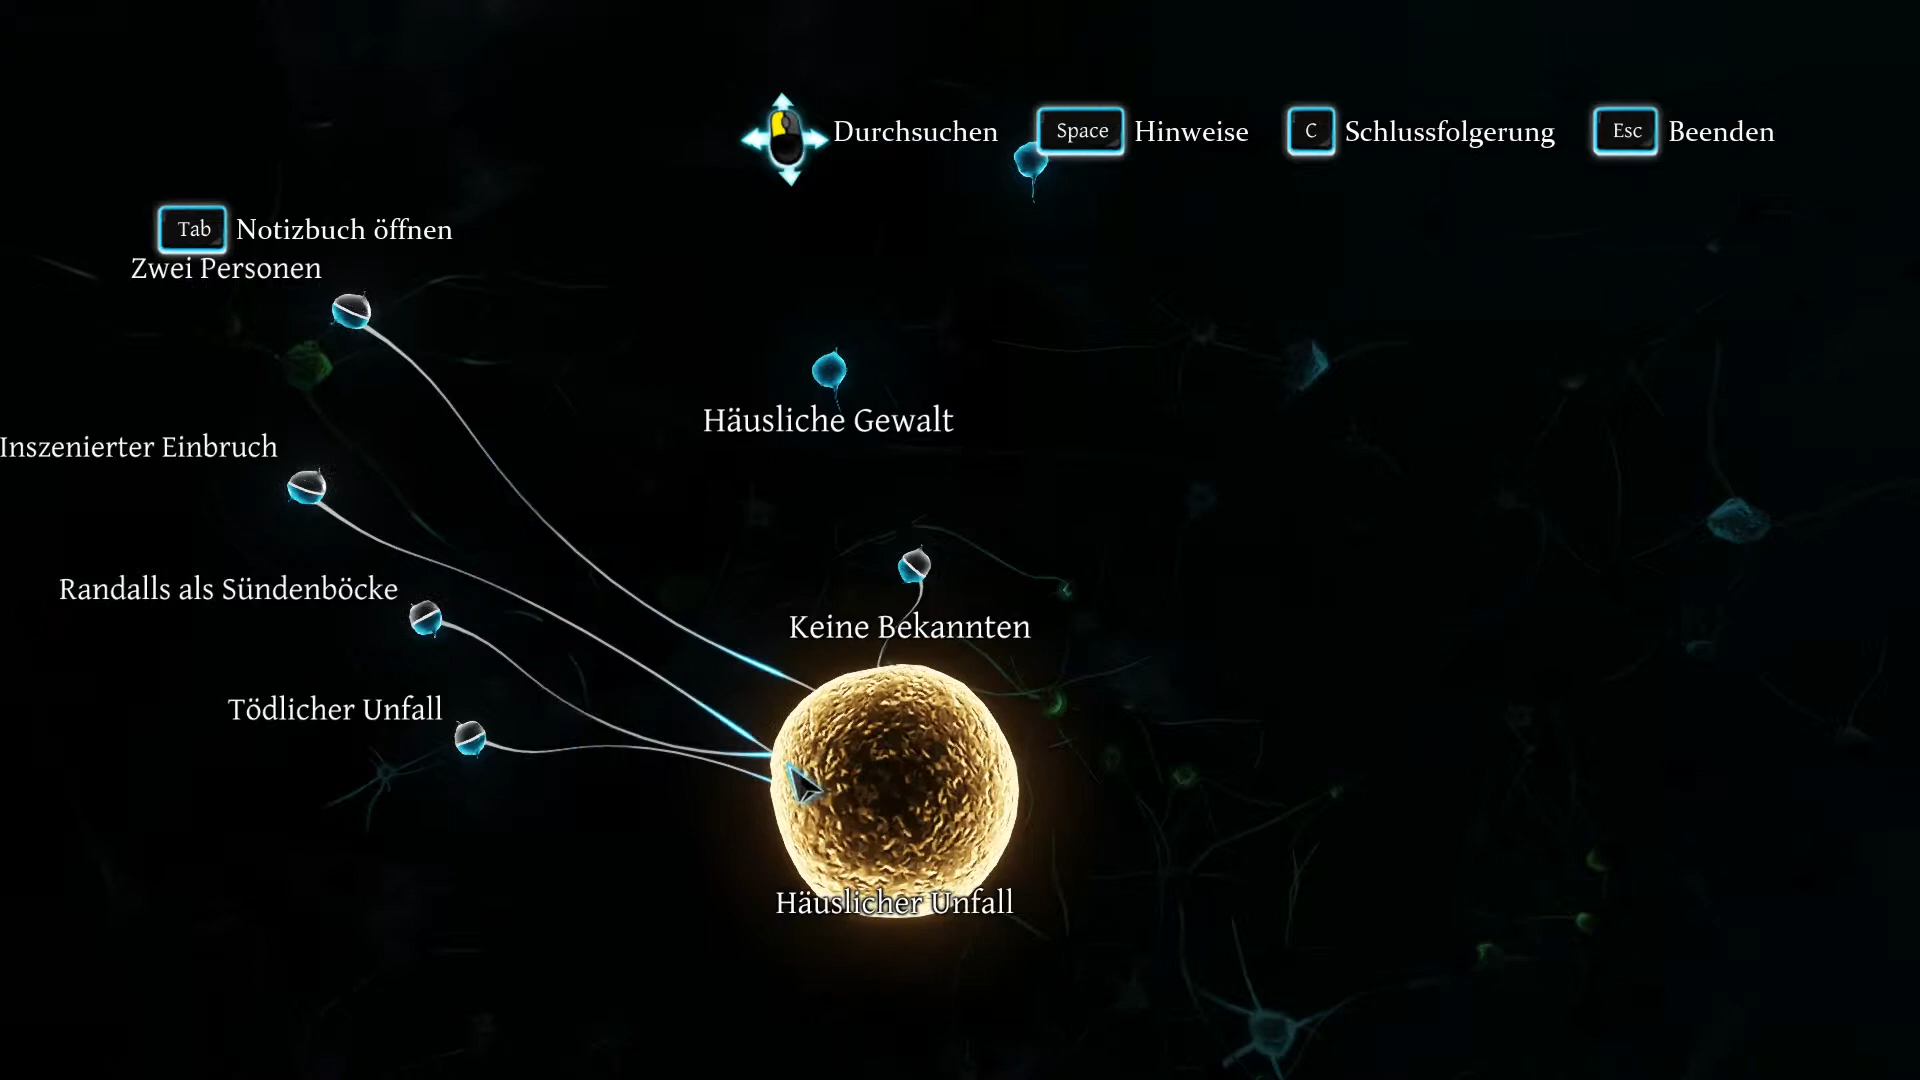 Durchsuchen
Space
Hinweise
C
Schlussfolgerung
Esc
Beenden
Tab
Notizbuch öffnen
Zwei Personen
Häusliche Gewalt
Inszenierter Einbruch
Randalls als Sündenböcke
Keine Bekannten
Tödlicher Unfall
Häuslicher Unfall